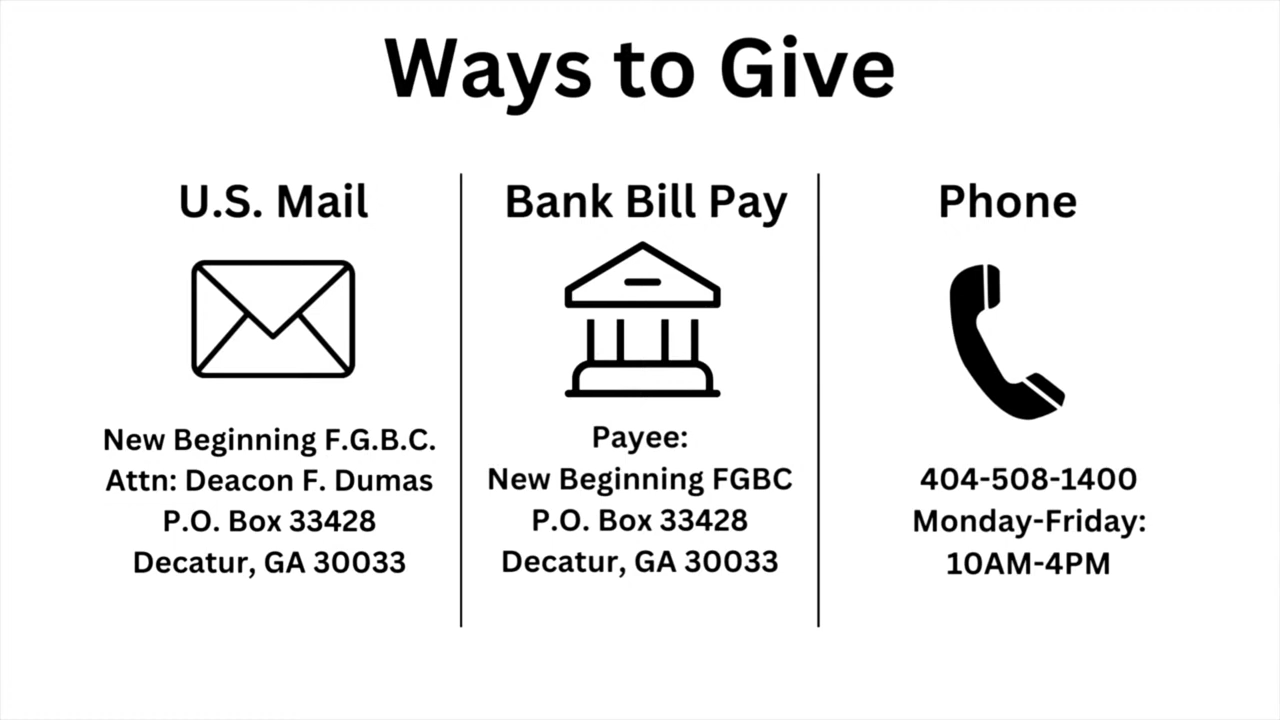 Ways to Give
U.S. Mail
New Beginning F.G.B.C.
Attn: Deacon F. Dumas
P.O. Box 33428
Decatur, GA 30033
Bank Bill Pay
Payee:
New Beginning FGBC
P.O. Box 33428
Decatur, GA 30033
Phone
404-508-1400
Monday-Friday:
10AM-4PM